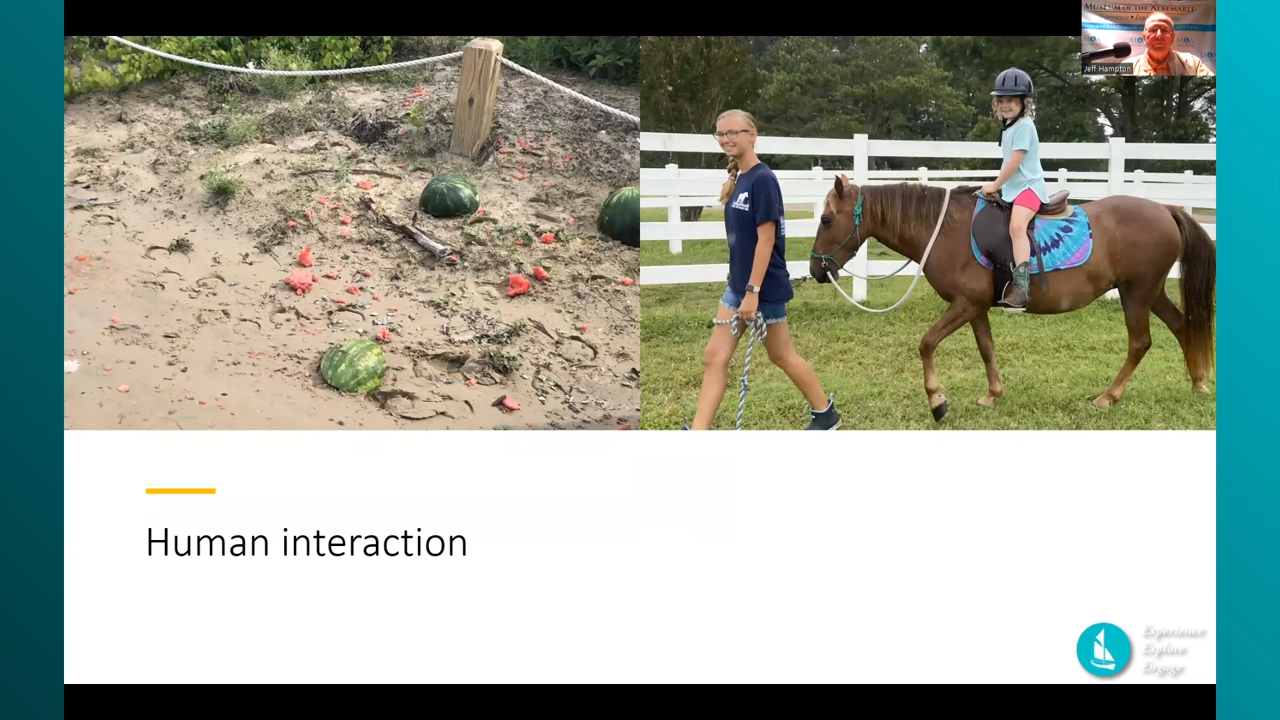 MUSEUM OF THE ALBEMARLE
Jeff Hampton
Human interaction
Experience
Explore
Engage